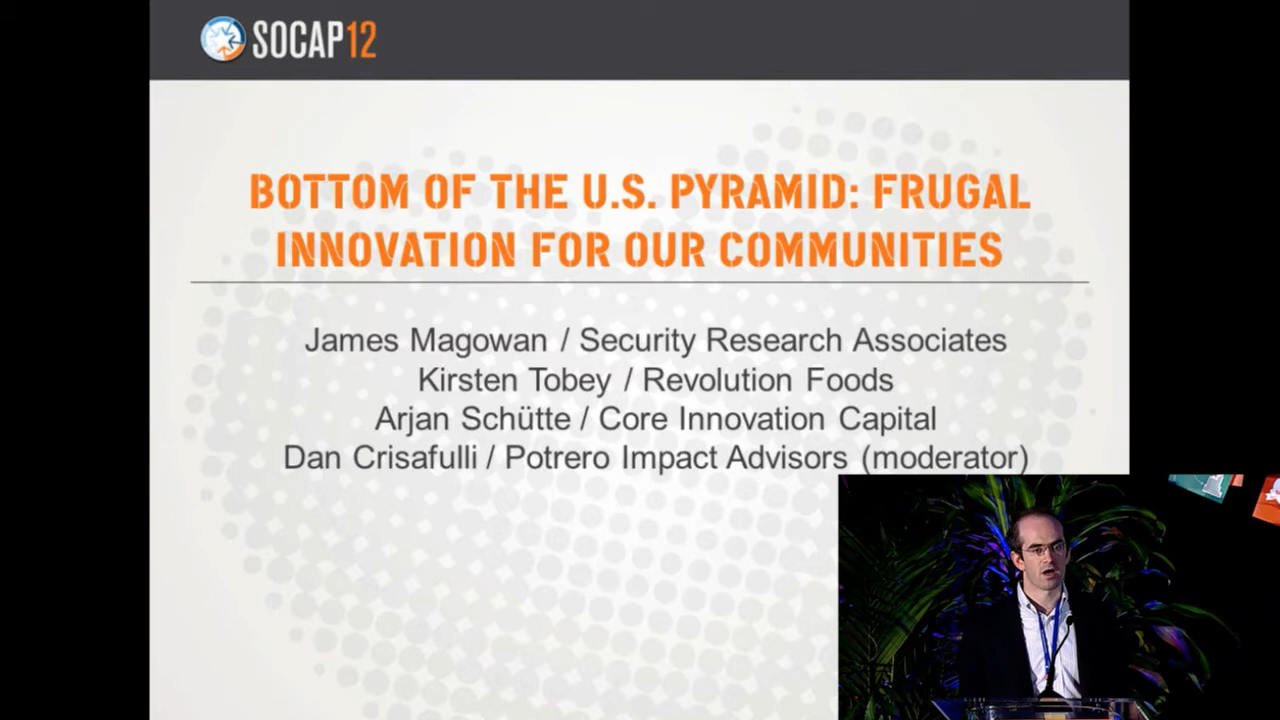 SOCAP12
BOTTOM OF THE U.S. PYRAMID: FRUGAL
INNOVATION FOR OUR COMMUNITIES
James Magowan / Security Research Associates
Kirsten Tobey / Revolution Foods
Arjan Schütte / Core Innovation Capital
Dan Crisafulli / Potrero Impact Advisors (moderator)